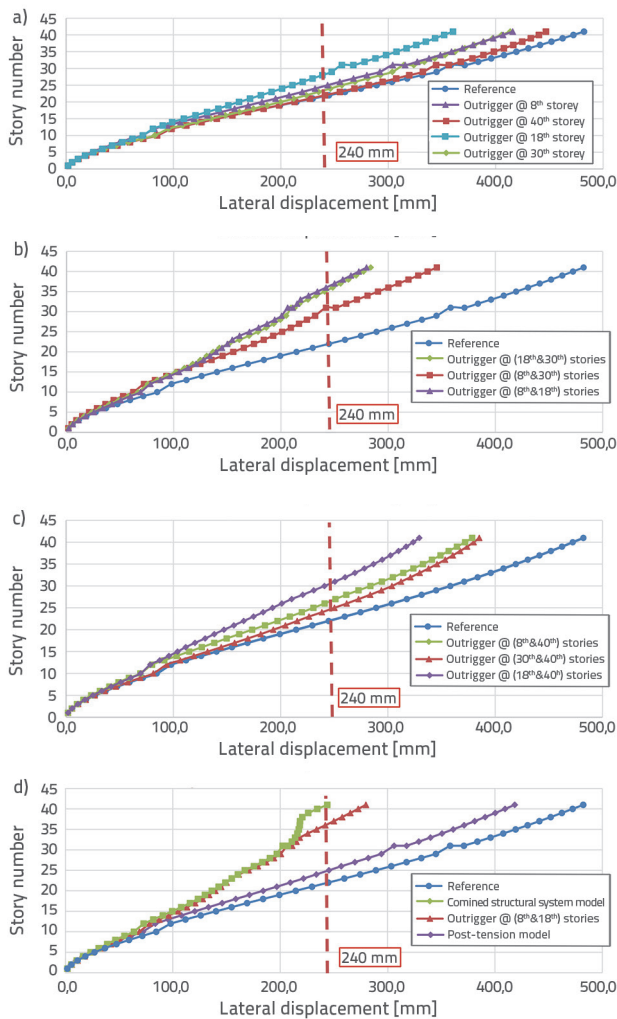 a)
Story number
45
40
35
30
25
20
15
10
5
0
0,0 100,0 200,0 300,0 400,0 500,0
Lateral displacement [mm]
240 mm
Reference
Outrigger @ 8th storey
Outrigger @ 40th storey
Outrigger @ 18th storey
Outrigger @ 30th storey
b)
Story number
45
40
35
30
25
20
15
10
5
0
0,0 100,0 200,0 300,0 400,0 500,0
Lateral displacement [mm]
240 mm
Reference
Outrigger @ (18th&30th) stories
Outrigger @ (8th&30th) stories
Outrigger @ (8th&18th) stories
c)
Story number
45
40
35
30
25
20
15
10
5
0
0,0 100,0 200,0 300,0 400,0 500,0
Lateral displacement [mm]
240 mm
Reference
Outrigger @ (8th&40th) stories
Outrigger @ (30th&40th) stories
Outrigger @ (18th&40h) stories
d)
Story number
45
40
35
30
25
20
15
10
5
0
0,0 100,0 200,0 300,0 400,0 500,0
Lateral displacement [mm]
240 mm
Reference
Comined structural system model
Outrigger @ (8th&18th) stories
Post-tension model